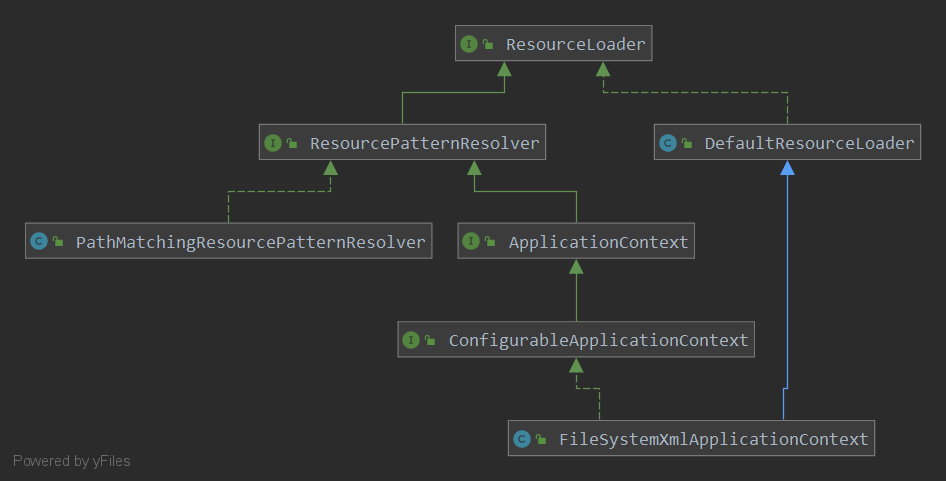 ResourceLoader
ResourcePatternResolver
DefaultResourceLoader
PathMatchingResourcePatternResolver
ApplicationContext
ConfigurableApplicationContext
FileSystemXmlApplicationContext
Powered by yFiles